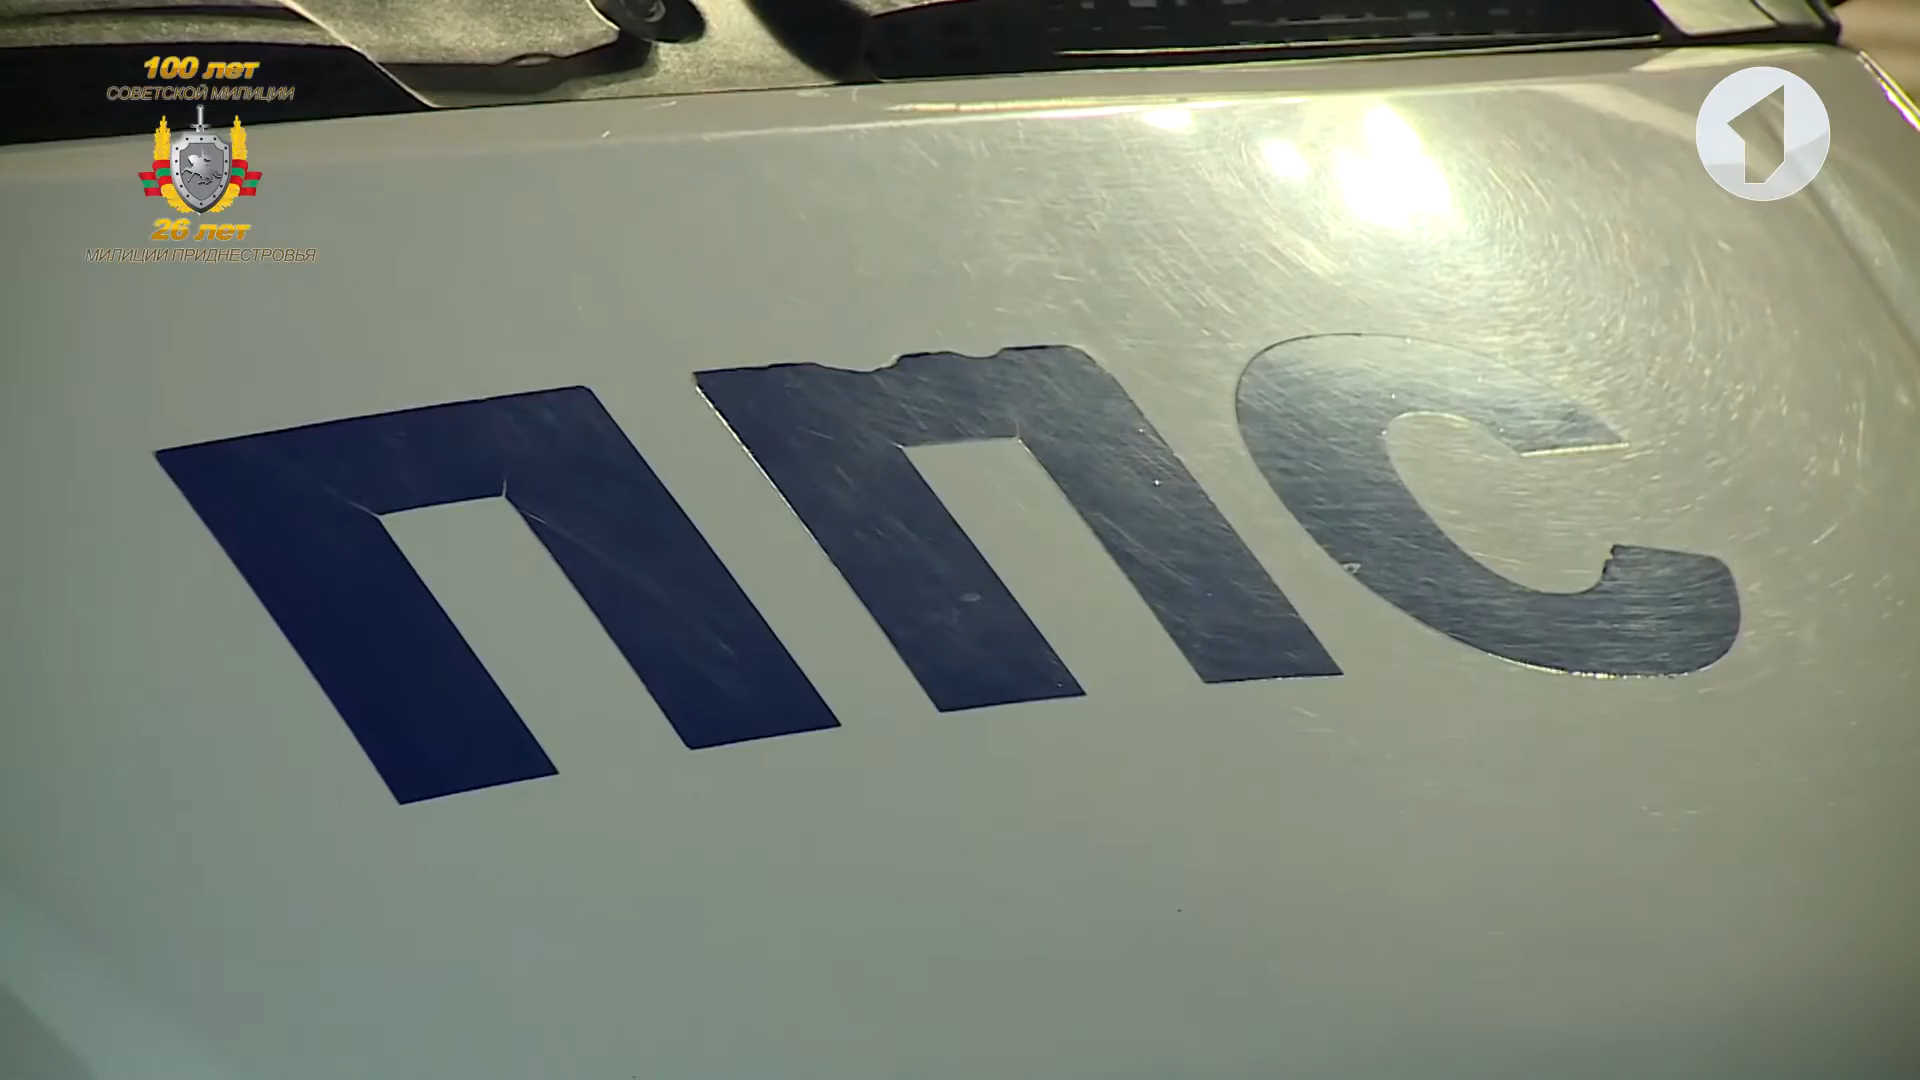 100 лет
СОВЕТСКОЙ МИЛИЦИИ
26 лет
МИЛИЦИИ ПРИДНЕСТРОВЬЯ
ППС